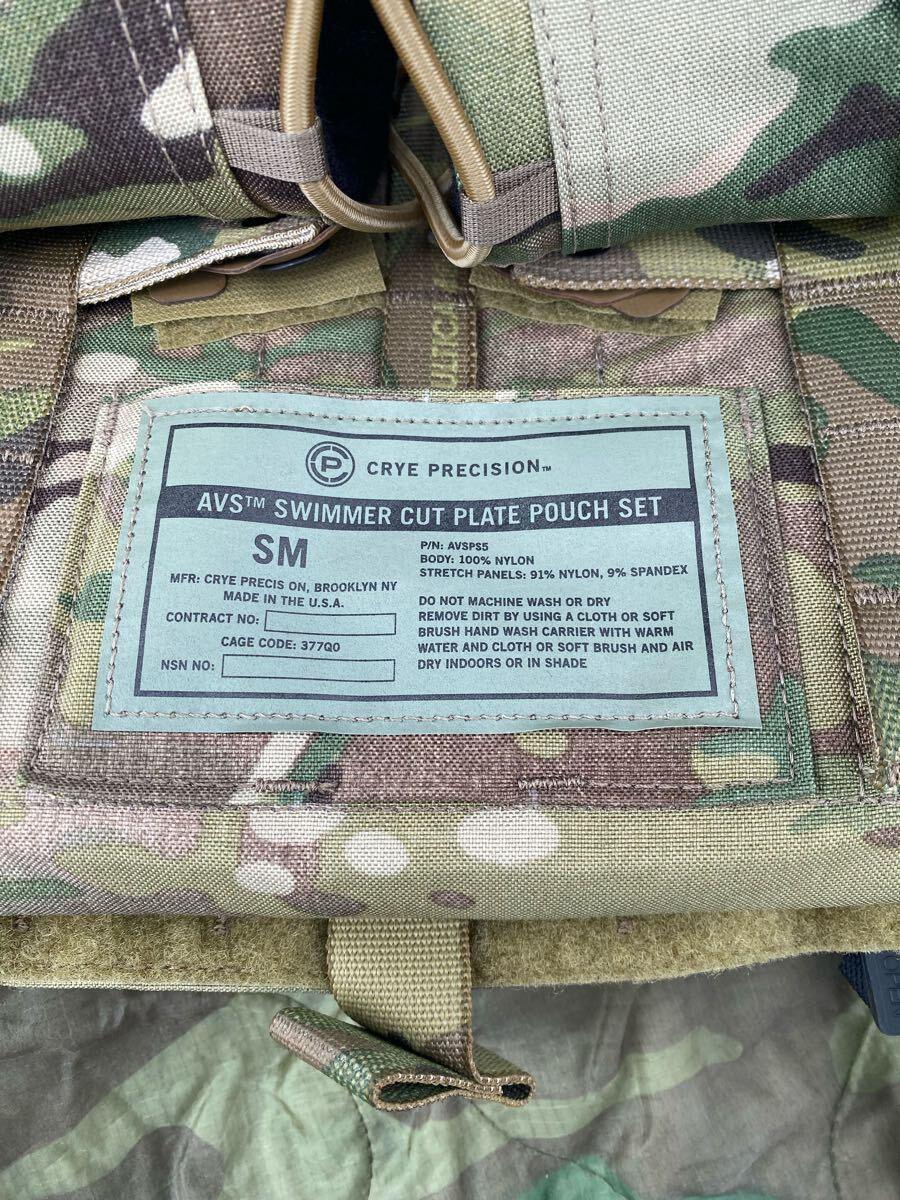 CRYE PRECISION™
AVS™ SWIMMER CUT PLATE POUCH SET
SM
MFR: CRYE PRECIS ON, BROOKLYN NY
MADE IN THE U.S.A.
CONTRACT NO:
CAGE CODE: 377Q0
NSN NO:
P/N: AVSPS5
BODY: 100% NYLON
STRETCH PANELS: 91% NYLON, 9% SPANDEX
DO NOT MACHINE WASH OR DRY
REMOVE DIRT BY USING A CLOTH OR SOFT
BRUSH HAND WASH CARRIER WITH WARM
WATER AND CLOTH OR SOFT BRUSH AND AIR
DRY INDOORS OR IN SHADE